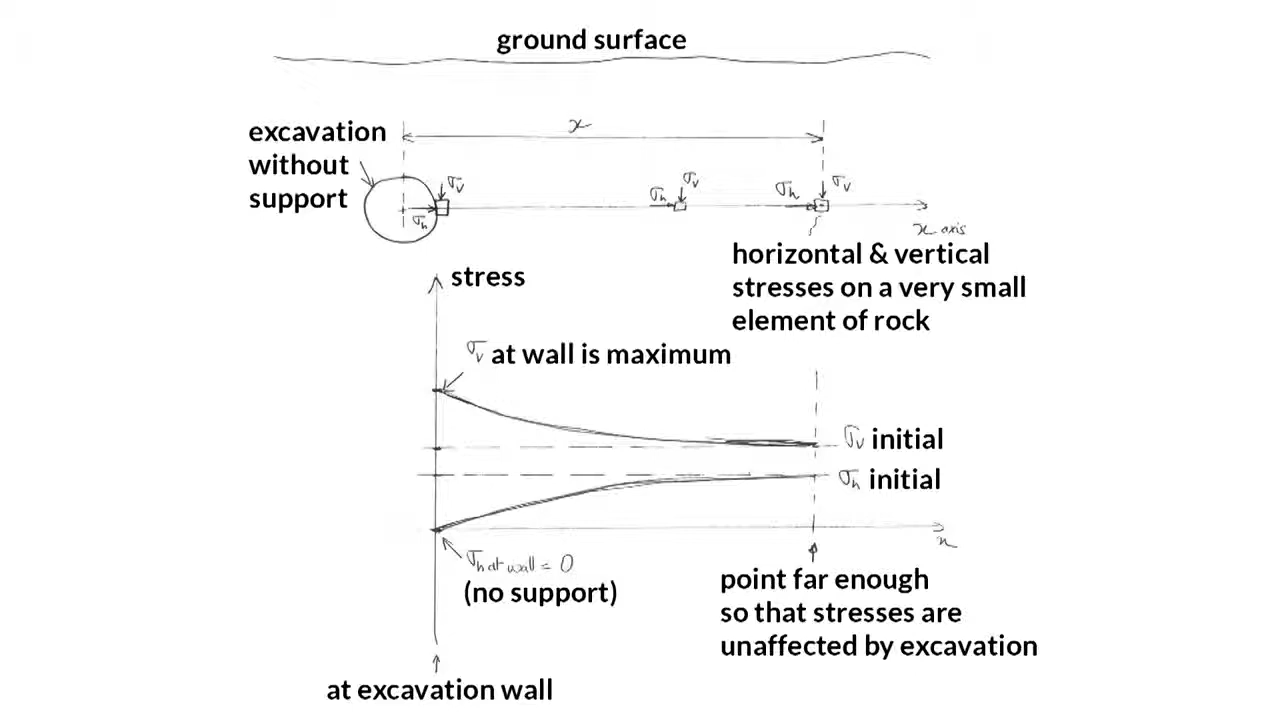 ground surface
x
excavation
without
support
σv
σh
σh
σv
σh
σv
x axis
horizontal & vertical
stresses on a very small
element of rock
stress
σv at wall is maximum
σv initial
σh initial
x
σh at wall = 0
(no support)
point far enough
so that stresses are
unaffected by excavation
at excavation wall